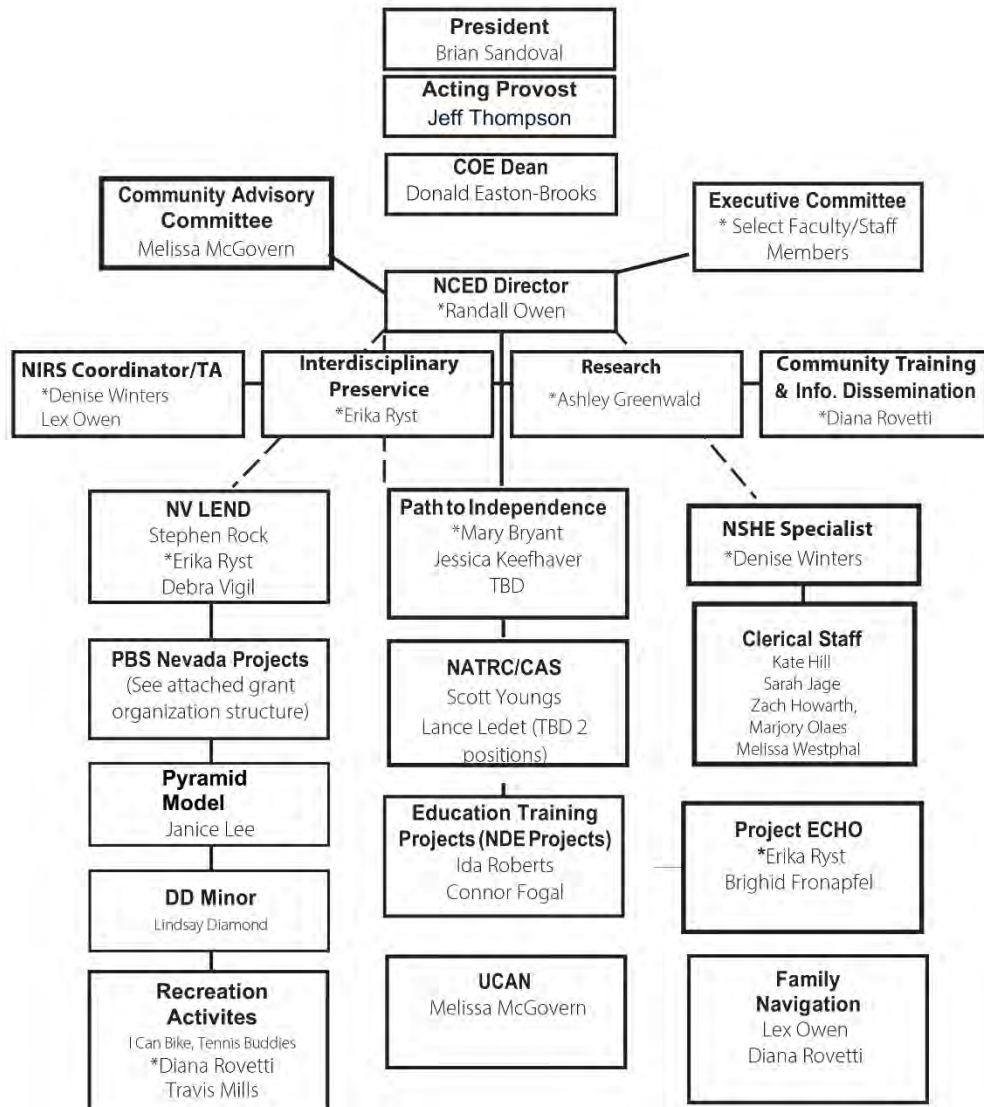 President
Brian Sandoval
Acting Provost
Jeff Thompson
COE Dean
Donald Easton-Brooks
Community Advisory
Committee
Melissa McGovern
Executive Committee
* Select Faculty/Staff
Members
NCED Director
*Randall Owen
NIRS Coordinator/TA
*Denise Winters
Lex Owen
Interdisciplinary
Preservice
*Erika Ryst
Research
*Ashley Greenwald
Community Training
& Info. Dissemination
*Diana Rovetti
NV LEND
Stephen Rock
*Erika Ryst
Debra Vigil
Path to Independence
*Mary Bryant
Jessica Keefhaver
TBD
NSHE Specialist
*Denise Winters
Clerical Staff
Kate Hill
Sarah Jage
Zach Howarth,
Marjory Olaes
Melissa Westphal
PBS Nevada Projects
(See attached grant
organization structure)
NATRC/CAS
Scott Youngs
Lance Ledet (TBD 2
positions)
Pyramid
Model
Janice Lee
Education Training
Projects (NDE Projects)
Ida Roberts
Connor Fogal
Project ECHO
*Erika Ryst
Brighid Fronapfel
DD Minor
Lindsay Diamond
Recreation
Activites
I Can Bike, Tennis Buddies
*Diana Rovetti
Travis Mills
UCAN
Melissa McGovern
Family
Navigation
Lex Owen
Diana Rovetti